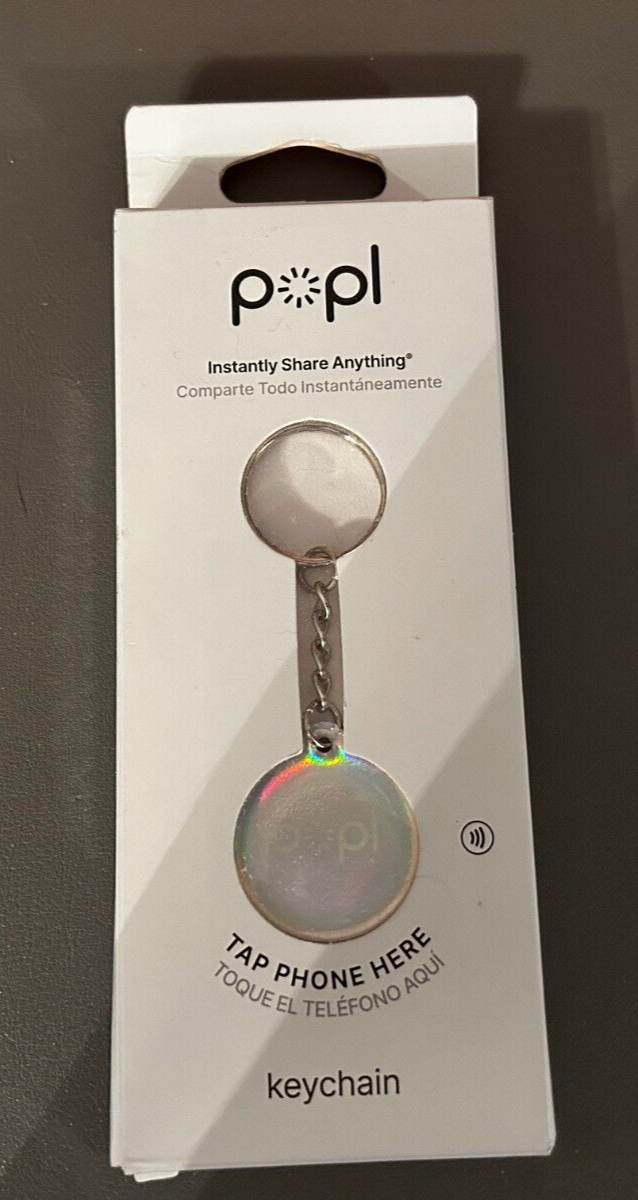 popl
Instantly Share Anything®
Comparte Todo Instantáneamente
popl
TAP PHONE HERE
TOQUE EL TELÉFONO AQUÍ
keychain